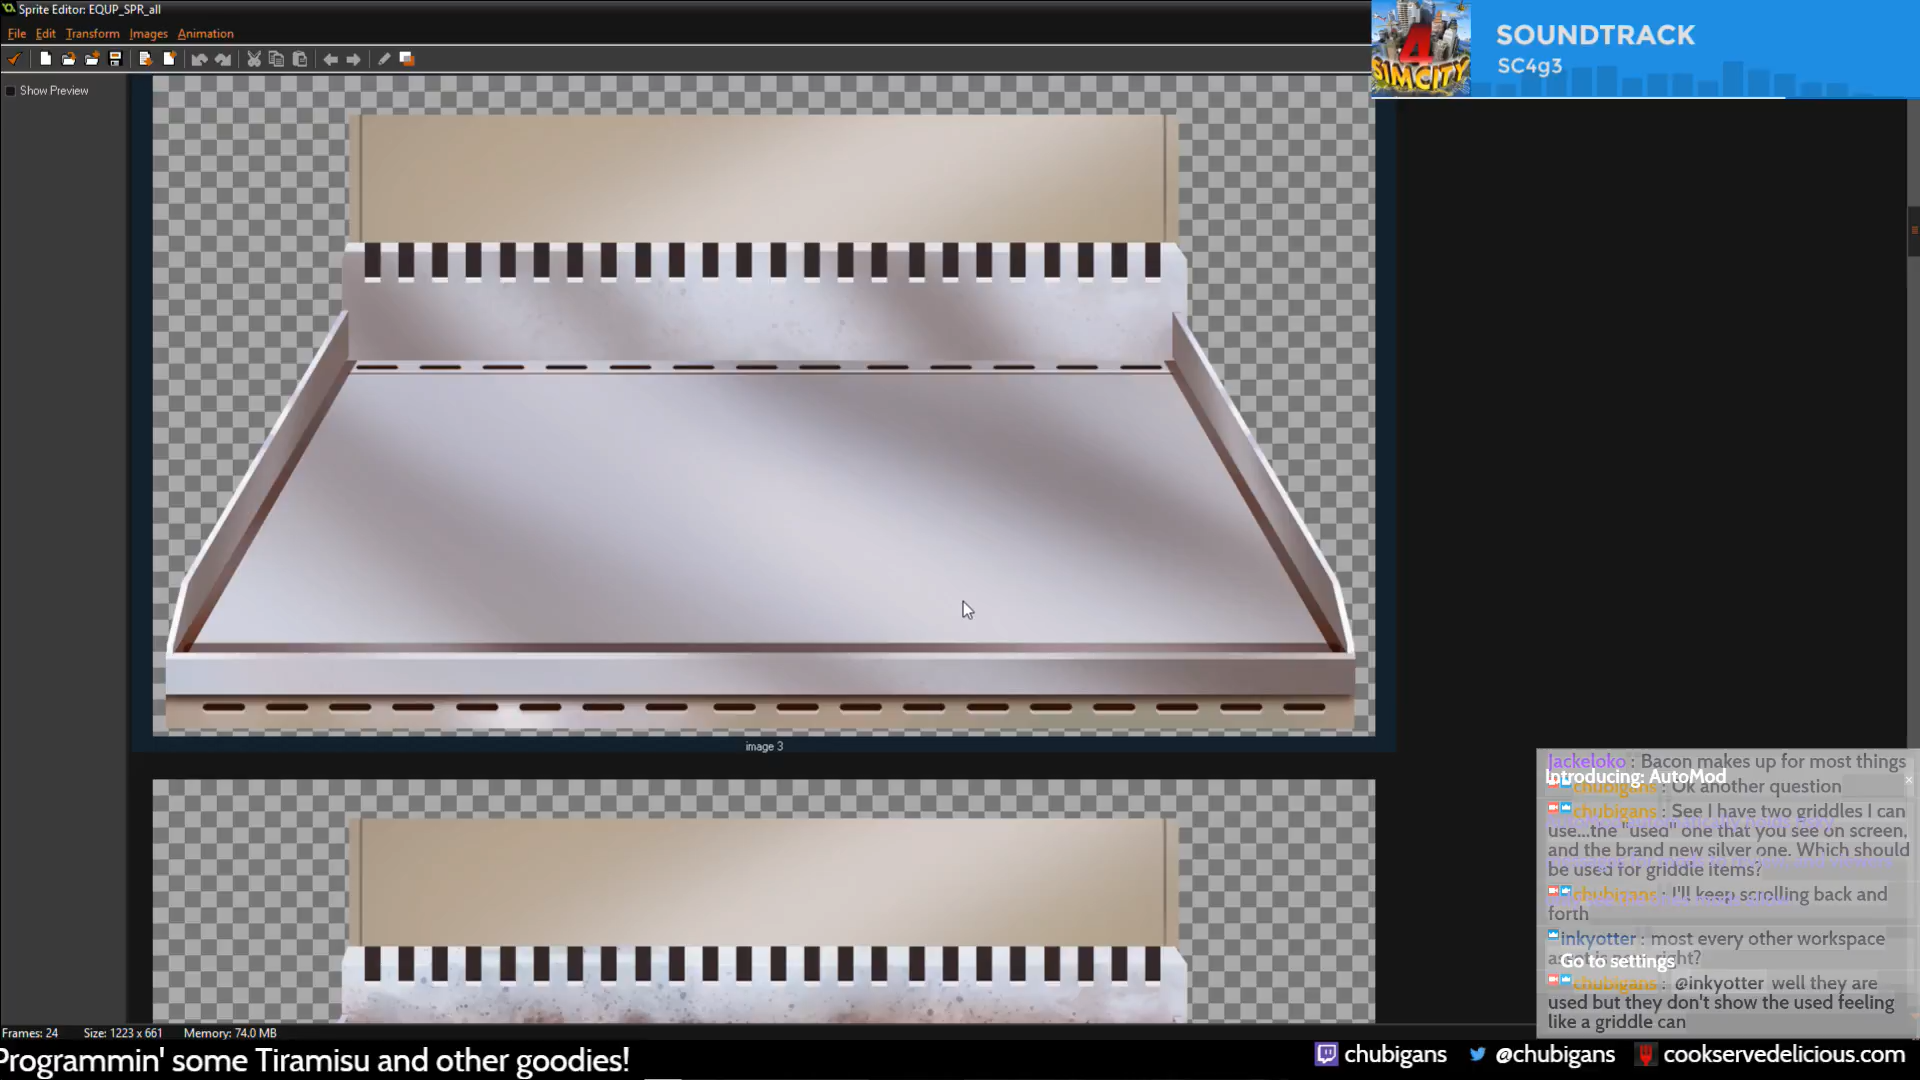 Sprite Editor: EQUP_SPR_all
File Edit Transform Images Animation
Show Preview
4
SIMCITY
SOUNDTRACK
SC4g3
image 3
Jackeloko : Bacon makes up for most things
Introducing: AutoMod
chubigans : Ok another question
chubigans : See I have two griddles I can
use...the "used" one that you see on screen,
and the brand new silver one. Which should
be used for griddle items?
chubigans : I'll keep scrolling back and
forth
inkyotter : most every other workspace
right?
Go to settings
chubigans : @inkyotter well they are
used but they don't show the used feeling
like a griddle can
Frames: 24 Size: 1223 x 661 Memory: 74.0 MB
Programmin' some Tiramisu and other goodies!
chubigans @chubigans cookservedelicious.com